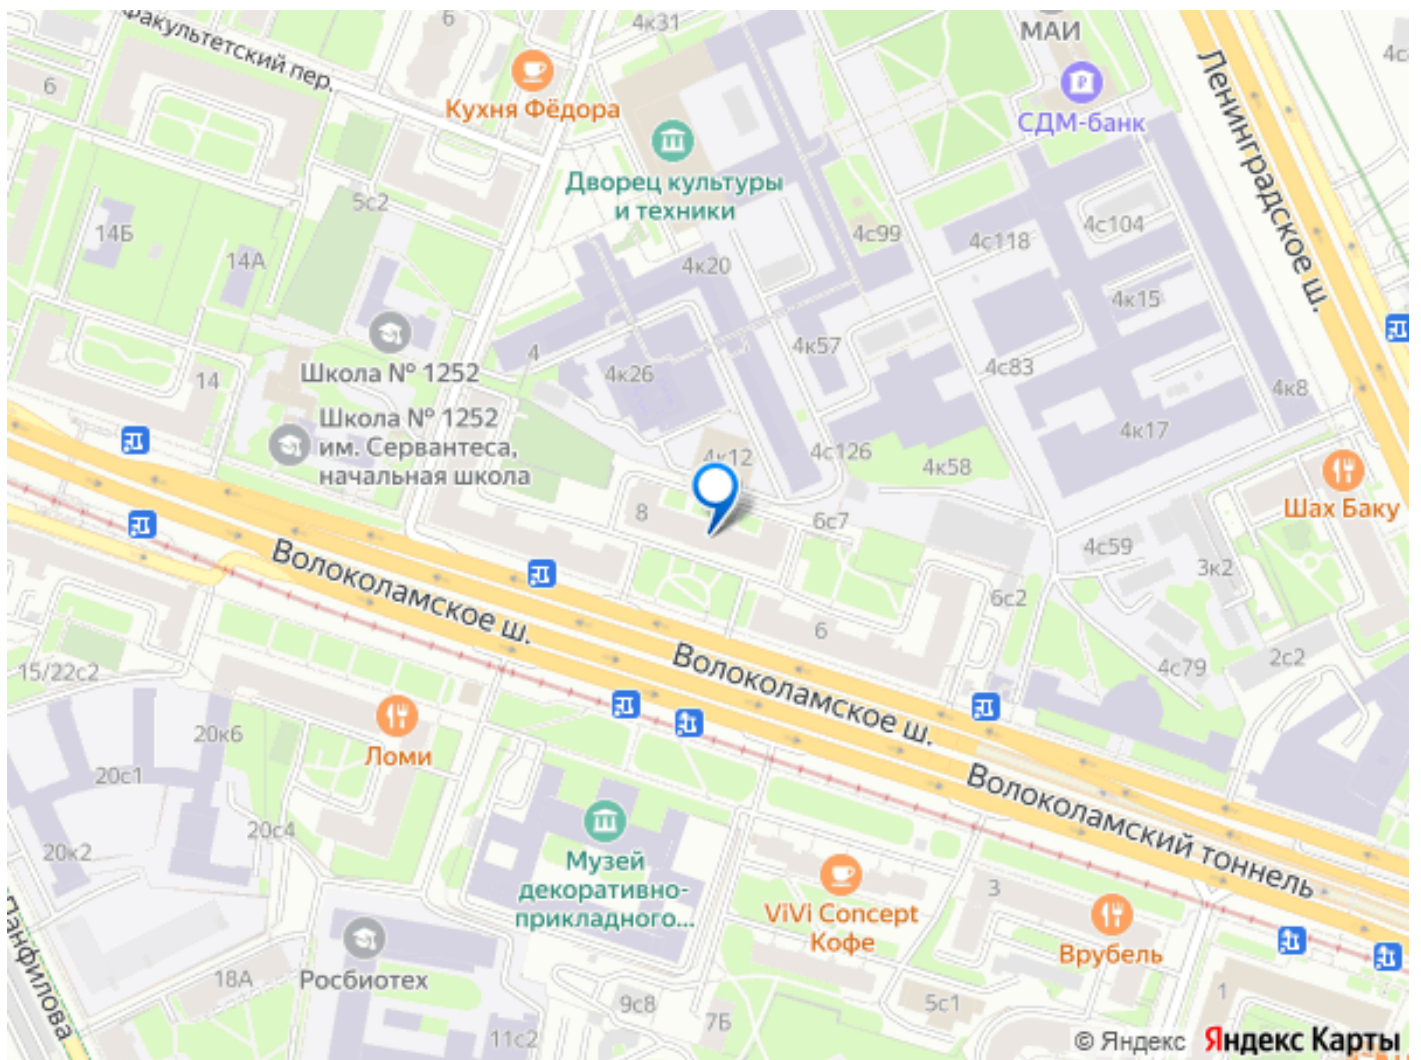 6
4к31
МАИ
4с
Факультетский пер.
Кухня Фёдора
6
СДМ-банк
Ленинградское ш.
Дворец культуры
и техники
5с2
14Б
14А
4с99
4с118
4с104
4к20
4к15
4
4к57
4с83
Школа № 1252
14
4к26
4к8
Школа № 1252
им. Сервантеса,
начальная школа
4к12
4с126
4к58
4к17
Шах Баку
8
6с7
4с59
3к2
Волоколамское ш.
6с2
6
2с2
4с79
15/22с2
Волоколамское ш.
20к6
Ломи
20с1
Волоколамский тоннель
20с4
20к2
Музей
декоративно-
прикладного...
3
ViVi Concept
Кофе
Врубель
Панфилова
18А
Росбиотех
9с8
7Б
5с1
1
11с2
© Яндекс Яндекс Карты